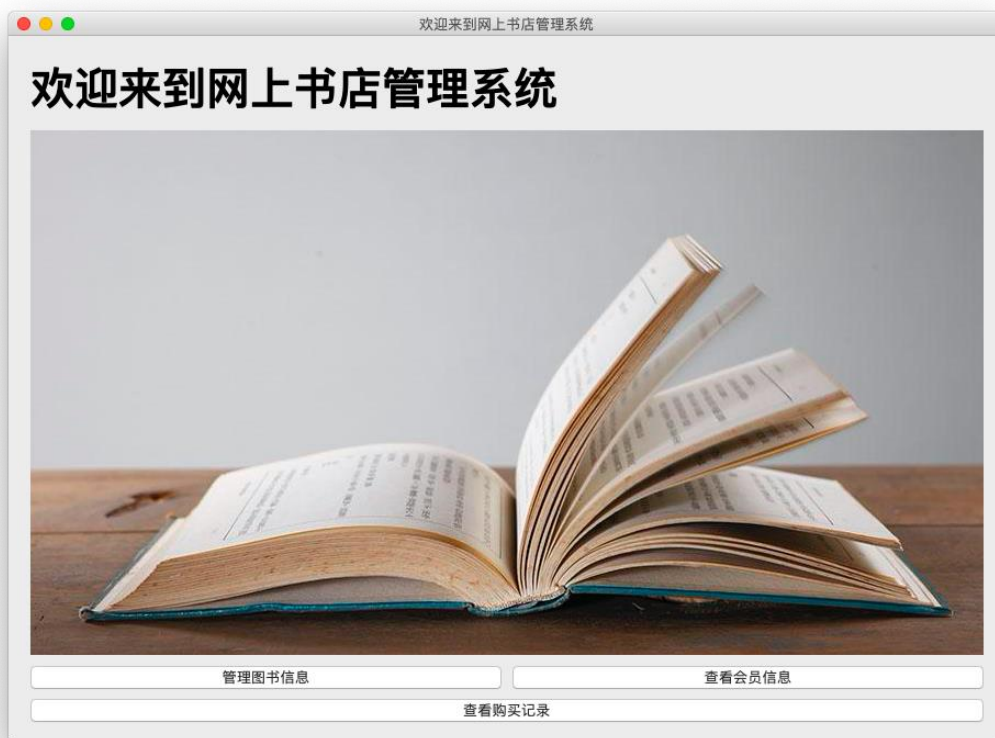 欢迎来到网上书店管理系统
欢迎来到网上书店管理系统
管理图书信息
查看会员信息
查看购买记录